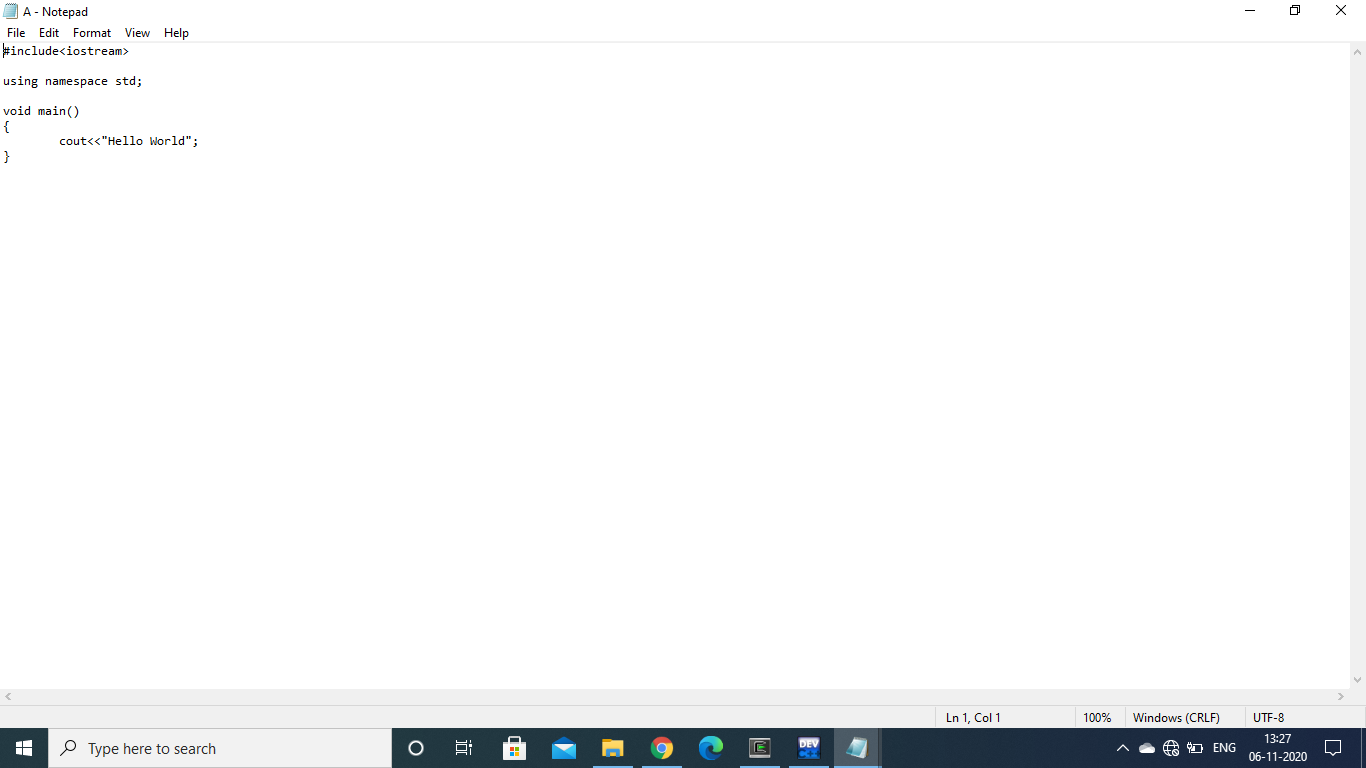 A - Notepad
File Edit Format View Help
#include<iostream>
using namespace std;
void main()
{
cout<<"Hello World";
}
Ln 1, Col 1 100% Windows (CRLF) UTF-8
Type here to search
DEV
C++
E
ENG
13:27
06-11-2020